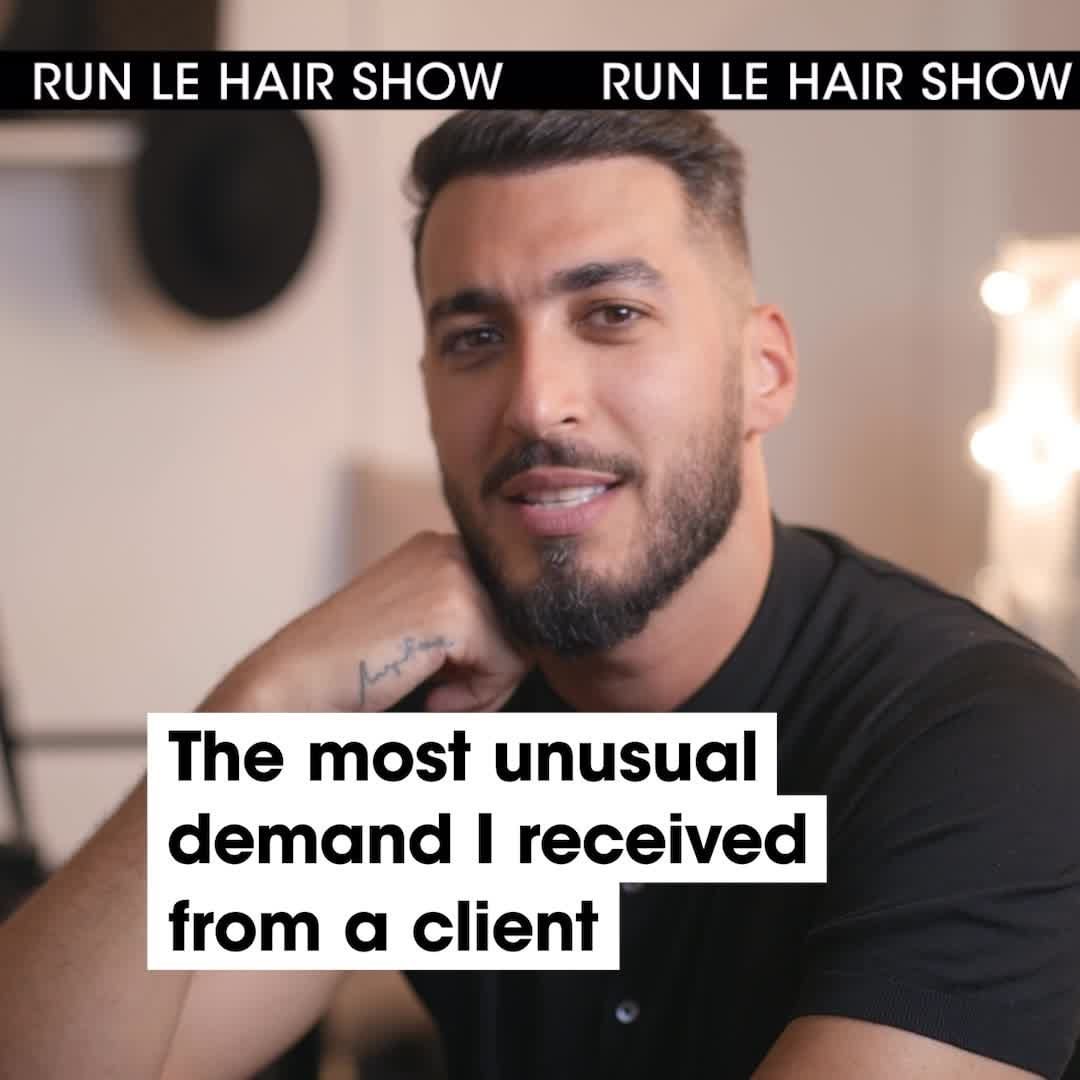 RUN LE HAIR SHOW RUN LE HAIR SHOW
The most unusual
demand I received
from a client